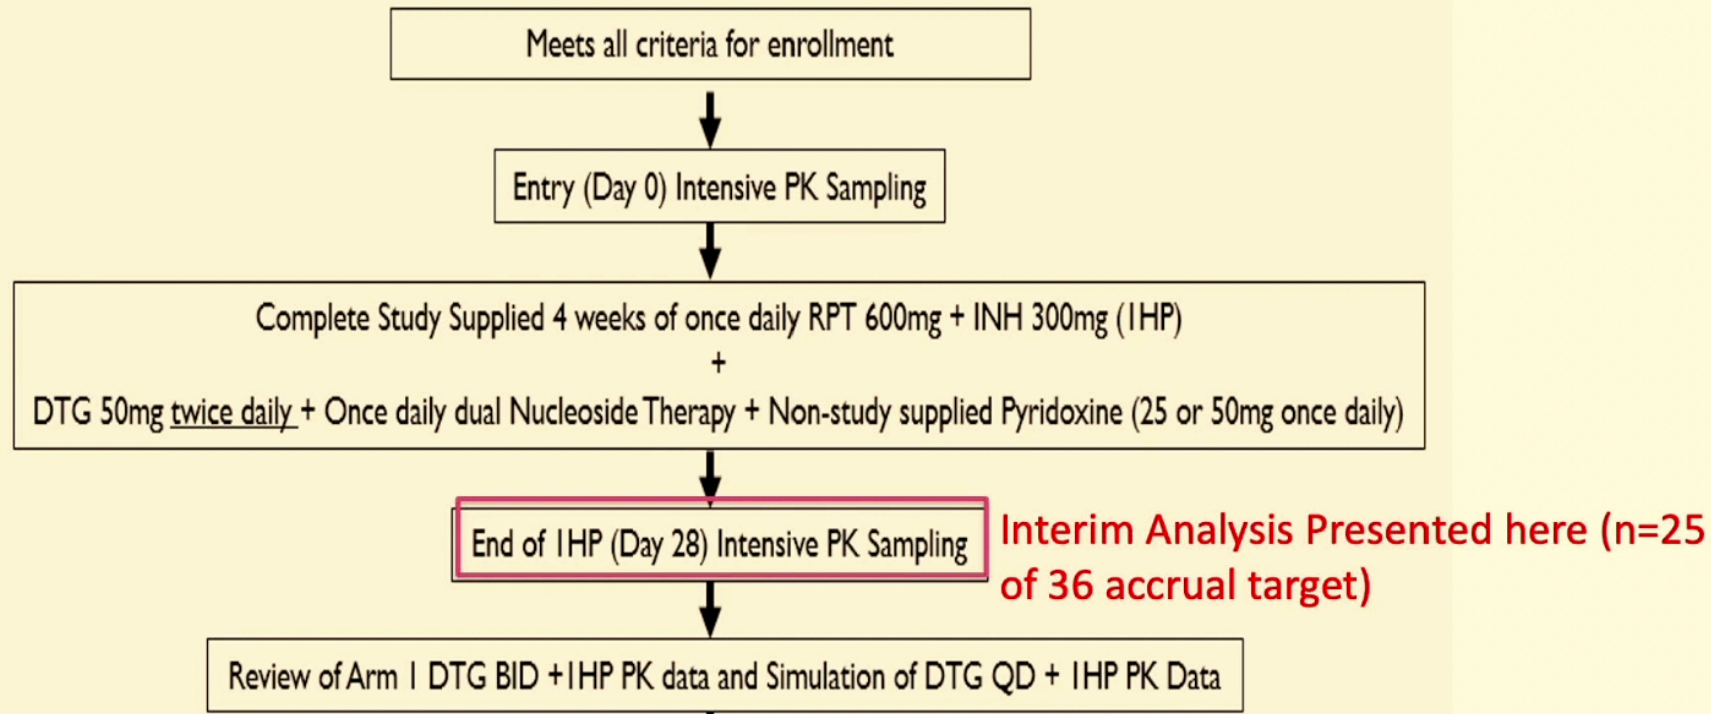 Meets all criteria for enrollment
Entry (Day 0) Intensive PK Sampling
Complete Study Supplied 4 weeks of once daily RPT 600mg + INH 300mg (1HP)
+
DTG 50mg twice daily + Once daily dual Nucleoside Therapy + Non-study supplied Pyridoxine (25 or 50mg once daily)
End of 1HP (Day 28) Intensive PK Sampling
Interim Analysis Presented here (n=25
of 36 accrual target)
Review of Arm 1 DTG BID +1HP PK data and Simulation of DTG QD + 1HP PK Data